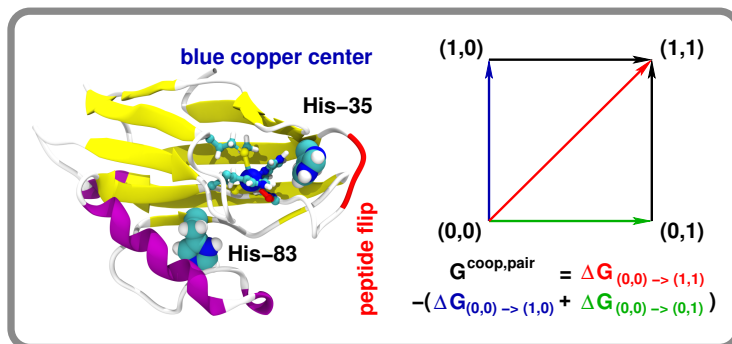 blue copper center
His−35
His−83
peptide flip
(1,0) (1,1)
(0,0) (0,1)
G^coop,pair = ΔG_(0,0) −> (1,1)
−(ΔG_(0,0) −> (1,0) + ΔG_(0,0) −> (0,1) )